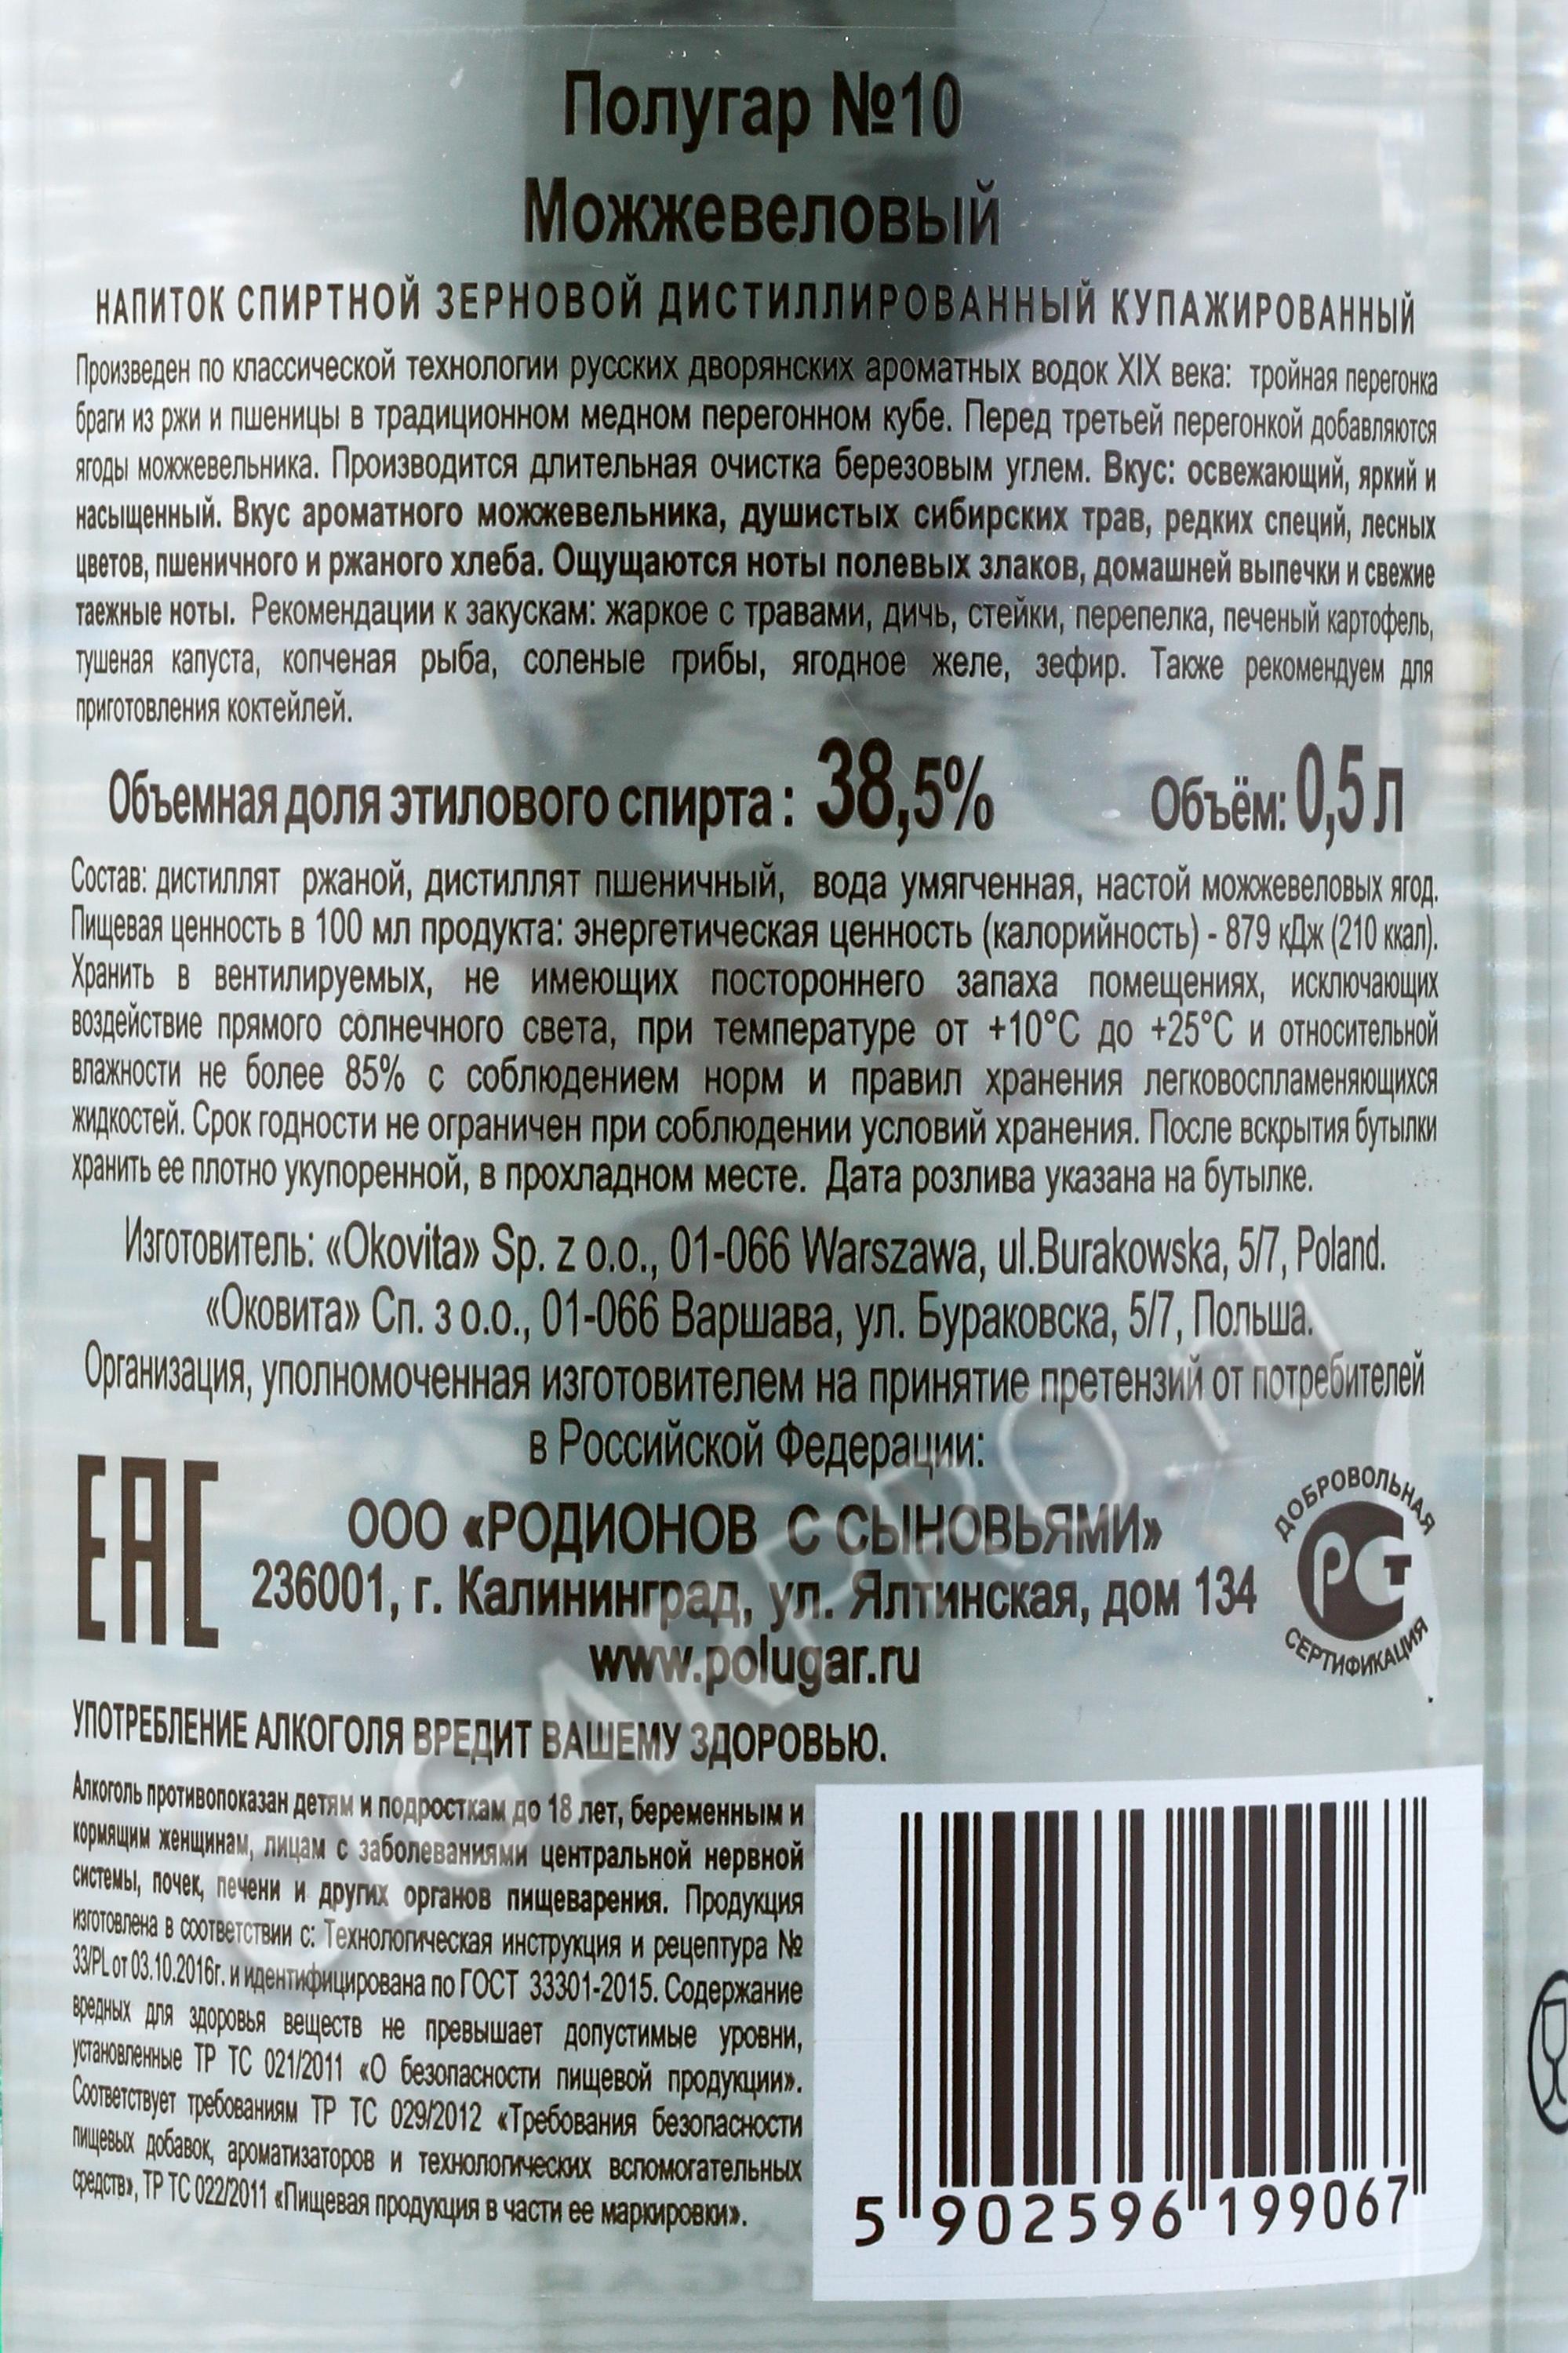 Полугар №10
Можжевеловый
НАПИТОК СПИРТНОЙ ЗЕРНОВОЙ ДИСТИЛЛИРОВАННЫЙ КУПАЖИРОВАННЫЙ
Произведен по классической технологии русских дворянских ароматных водок XIX века: тройная перегонка
браги из ржи и пшеницы в традиционном медном перегонном кубе. Перед третьей перегонкой добавляются
ягоды можжевельника. Производится длительная очистка березовым углем. Вкус: освежающий, яркий и
насыщенный. Вкус ароматного можжевельника, душистых сибирских трав, редких специй, лесных
цветов, пшеничного и ржаного хлеба. Ощущаются ноты полевых злаков, домашней выпечки и свежие
таежные ноты. Рекомендации к закускам: жаркое с травами, дичь, стейки, перепелка, печеный картофель,
тушеная капуста, копченая рыба, соленые грибы, ягодное желе, зефир. Также рекомендуем для
приготовления коктейлей.
Объемная доля этилового спирта : 38,5% Объём: 0,5 л
Состав: дистиллят ржаной, дистиллят пшеничный, вода умягченная, настой можжевеловых ягод.
Пищевая ценность в 100 мл продукта: энергетическая ценность (калорийность) - 879 кДж (210 ккал).
Хранить в вентилируемых, не имеющих постороннего запаха помещениях, исключающих
воздействие прямого солнечного света, при температуре от +10°С до +25°С и относительной
влажности не более 85% с соблюдением норм и правил хранения легковоспламеняющихся
жидкостей. Срок годности не ограничен при соблюдении условий хранения. После вскрытия бутылки
хранить ее плотно укупоренной, в прохладном месте. Дата розлива указана на бутылке.
Изготовитель: «Okovita» Sp. z o.o., 01-066 Warszawa, ul.Burakowska, 5/7, Poland.
«Оковита» Сп. з о.о., 01-066 Варшава, ул. Бураковска, 5/7, Польша.
Организация, уполномоченная изготовителем на принятие претензий от потребителей
в Российской Федерации:
ЕАС
ООО «РОДИОНОВ С СЫНОВЬЯМИ»
236001, г. Калининград, ул. Ялтинская, дом 134
www.polugar.ru
ДОБРОВОЛЬНАЯ
РСТ
СЕРТИФИКАЦИЯ
CIGARPRO.ru
УПОТРЕБЛЕНИЕ АЛКОГОЛЯ ВРЕДИТ ВАШЕМУ ЗДОРОВЬЮ.
Алкоголь противопоказан детям и подросткам до 18 лет, беременным и
кормящим женщинам, лицам с заболеваниями центральной нервной
системы, почек, печени и других органов пищеварения. Продукция
изготовлена в соответствии с: Технологическая инструкция и рецептура №
33/PL от 03.10.2016г. и идентифицирована по ГОСТ 33301-2015. Содержание
вредных для здоровья веществ не превышает допустимые уровни,
установленные ТР ТС 021/2011 «О безопасности пищевой продукции».
Соответствует требованиям ТР ТС 029/2012 «Требования безопасности
пищевых добавок, ароматизаторов и технологических вспомогательных
средств», ТР ТС 022/2011 «Пищевая продукция в части ее маркировки».
5 902596 199067